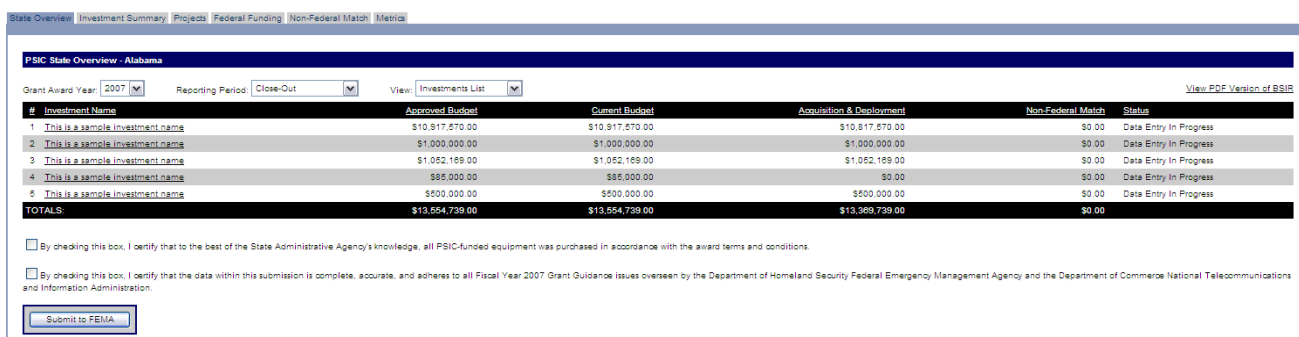 State Overview Investment Summary Projects Federal Funding Non-Federal Match Metrics
PSIC State Overview - Alabama
Grant Award Year: 2007 Reporting Period: Close-Out View: Investments List View PDF Version of BSIR
# Investment Name Approved Budget Current Budget Acquisition & Deployment Non-Federal Match Status
1 This is a sample investment name $10,917,570.00 $10,917,570.00 $10,817,570.00 $0.00 Data Entry In Progress
2 This is a sample investment name $1,000,000.00 $1,000,000.00 $1,000,000.00 $0.00 Data Entry In Progress
3 This is a sample investment name $1,052,169.00 $1,052,169.00 $1,052,169.00 $0.00 Data Entry In Progress
4 This is a sample investment name $85,000.00 $85,000.00 $0.00 $0.00 Data Entry In Progress
5 This is a sample investment name $500,000.00 $500,000.00 $500,000.00 $0.00 Data Entry In Progress
TOTALS: $13,554,739.00 $13,554,739.00 $13,369,739.00 $0.00
By checking this box, I certify that to the best of the State Administrative Agency's knowledge, all PSIC-funded equipment was purchased in accordance with the award terms and conditions.
By checking this box, I certify that the data within this submission is complete, accurate, and adheres to all Fiscal Year 2007 Grant Guidance issues overseen by the Department of Homeland Security Federal Emergency Management Agency and the Department of Commerce National Telecommunications
and Information Administration.
Submit to FEMA